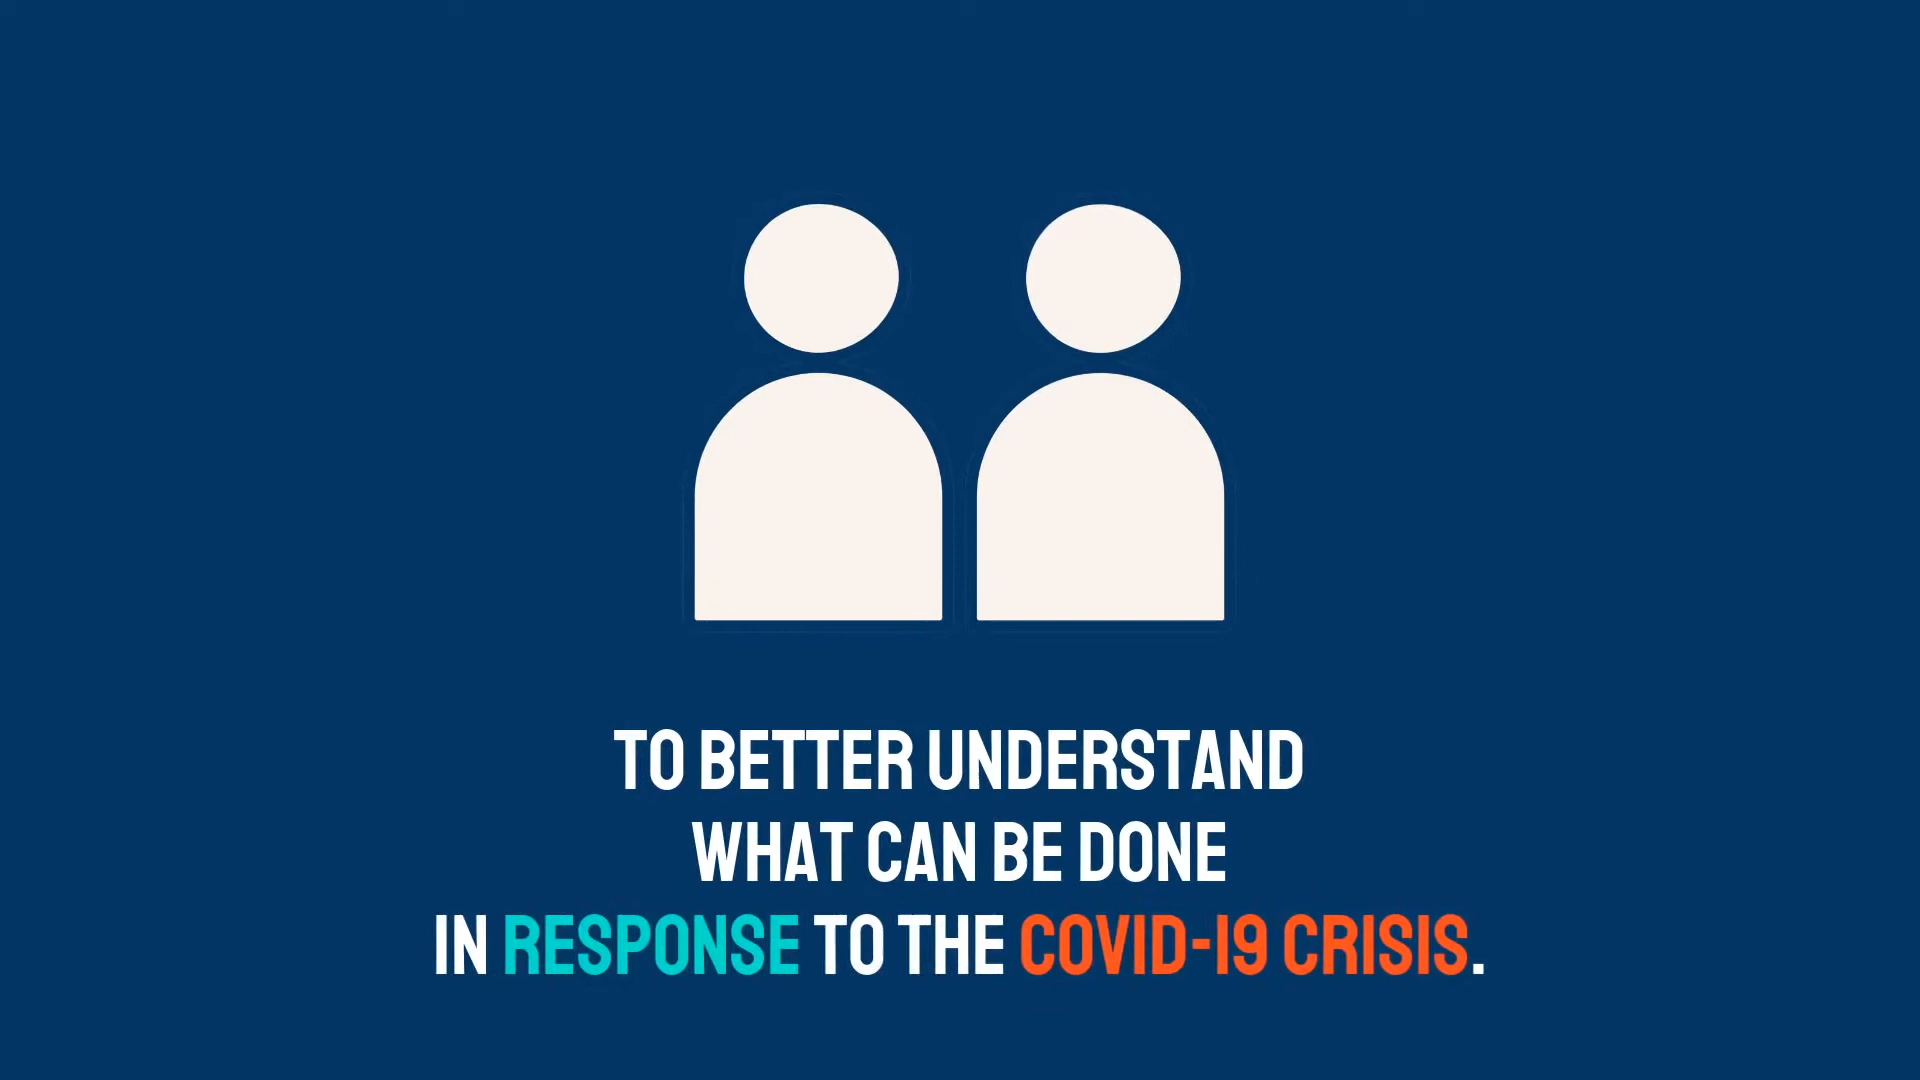 TO BETTER UNDERSTAND
WHAT CAN BE DONE
IN RESPONSE TO THE COVID-19 CRISIS.